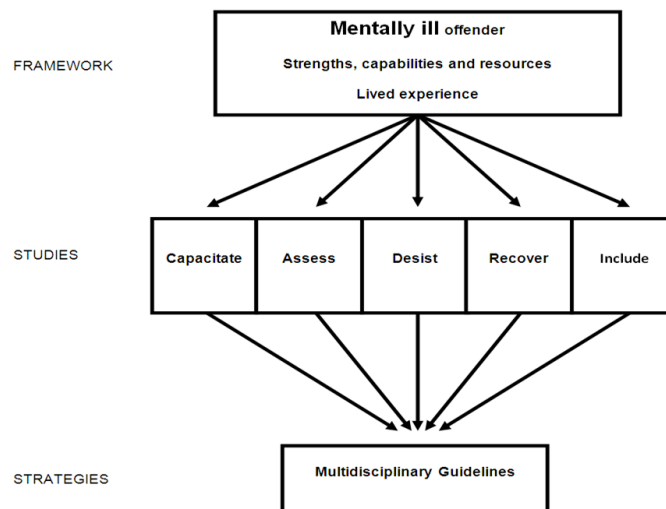 Mentally ill offender
FRAMEWORK
Strengths, capabilities and resources
Lived experience
STUDIES
Capacitate
Assess
Desist
Recover
Include
Multidisciplinary Guidelines
STRATEGIES